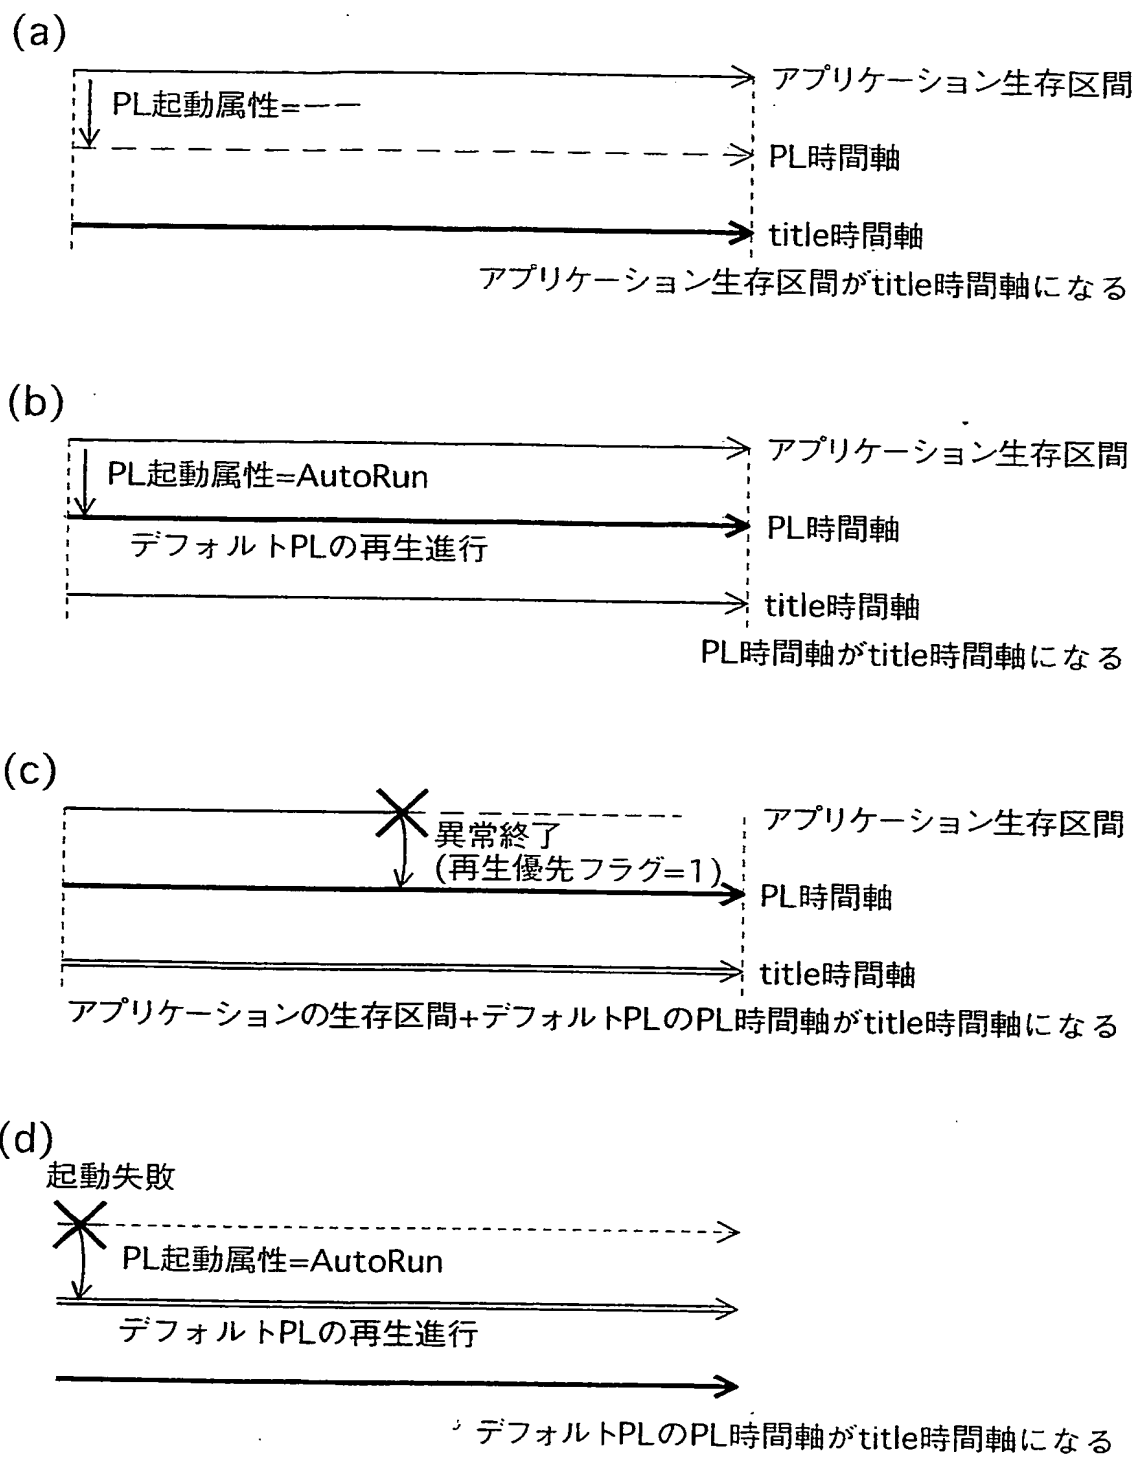 (a)
アプリケーション生存区間
PL起動属性=−−
PL時間軸
title時間軸
アプリケーション生存区間がtitle時間軸になる
(b)
アプリケーション生存区間
PL起動属性=AutoRun
PL時間軸
デフォルトPLの再生進行
title時間軸
PL時間軸がtitle時間軸になる
(c)
アプリケーション生存区間
異常終了
(再生優先フラグ=1)
PL時間軸
title時間軸
アプリケーションの生存区間+デフォルトPLのPL時間軸がtitle時間軸になる
(d)
起動失敗
PL起動属性=AutoRun
デフォルトPLの再生進行
デフォルトPLのPL時間軸がtitle時間軸になる